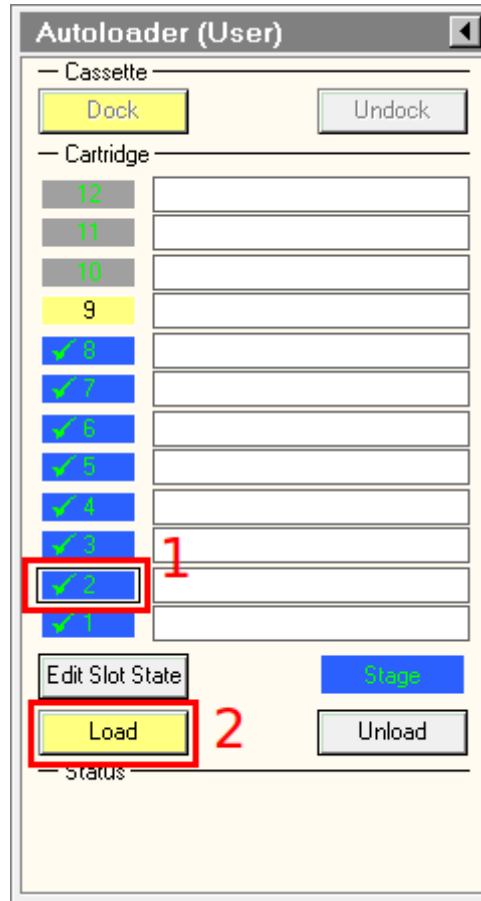 Autoloader (User)
Cassette
Dock Undock
Cartridge
12
11
10
9
✓ 8
✓ 7
✓ 6
✓ 5
✓ 4
✓ 3 1
✓ 2
✓ 1
Edit Slot State Stage
Load 2 Unload
Status